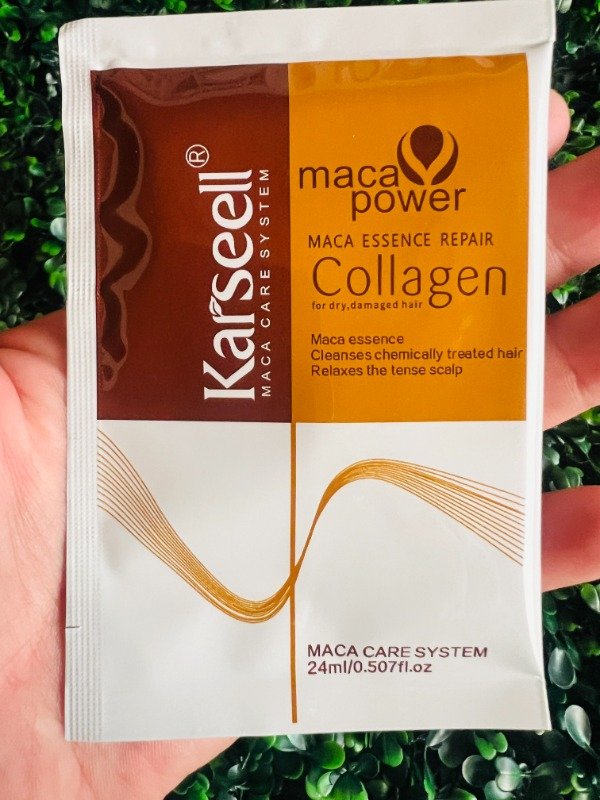 Karseell®
MACA CARE SYSTEM
maca
power
MACA ESSENCE REPAIR
Collagen
for dry,damaged hair
Maca essence
Cleanses chemically treated hair
Relaxes the tense scalp
MACA CARE SYSTEM
24ml/0.507fl.oz